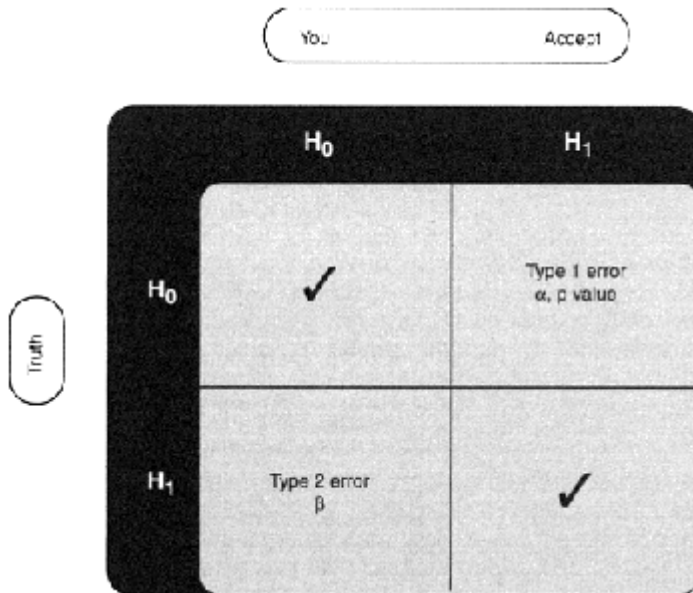 You Accept
H₀ H₁
Truth
H₀
Type 1 error
α, p value
H₁
Type 2 error
β